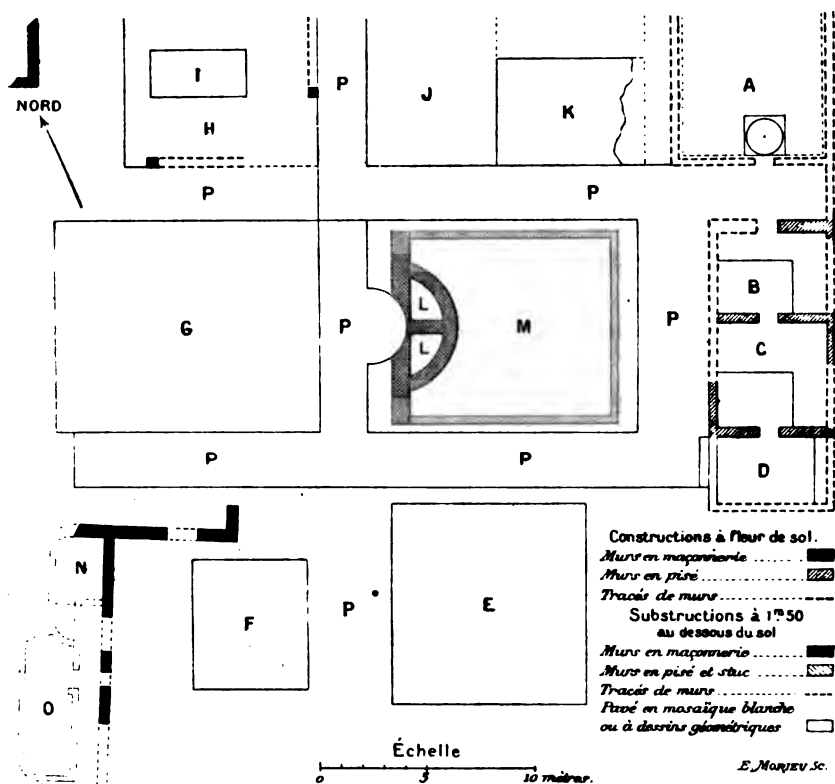 I
NORD
P
J
K
A
H
P
P
G
P
L
L
M
P
B
C
D
P
P
N
F
P
E
O
Constructions à fleur de sol.
Murs en maçonnerie
Murs en pisé
Tracés de murs
Substructions à 1m50
au dessous du sol
Murs en maçonnerie
Murs en pisé et stuc
Tracés de murs
Pavé en mosaïque blanche
ou à dessins géométriques
Échelle
0 5 10 mètres.
E. MORIEU Sc.